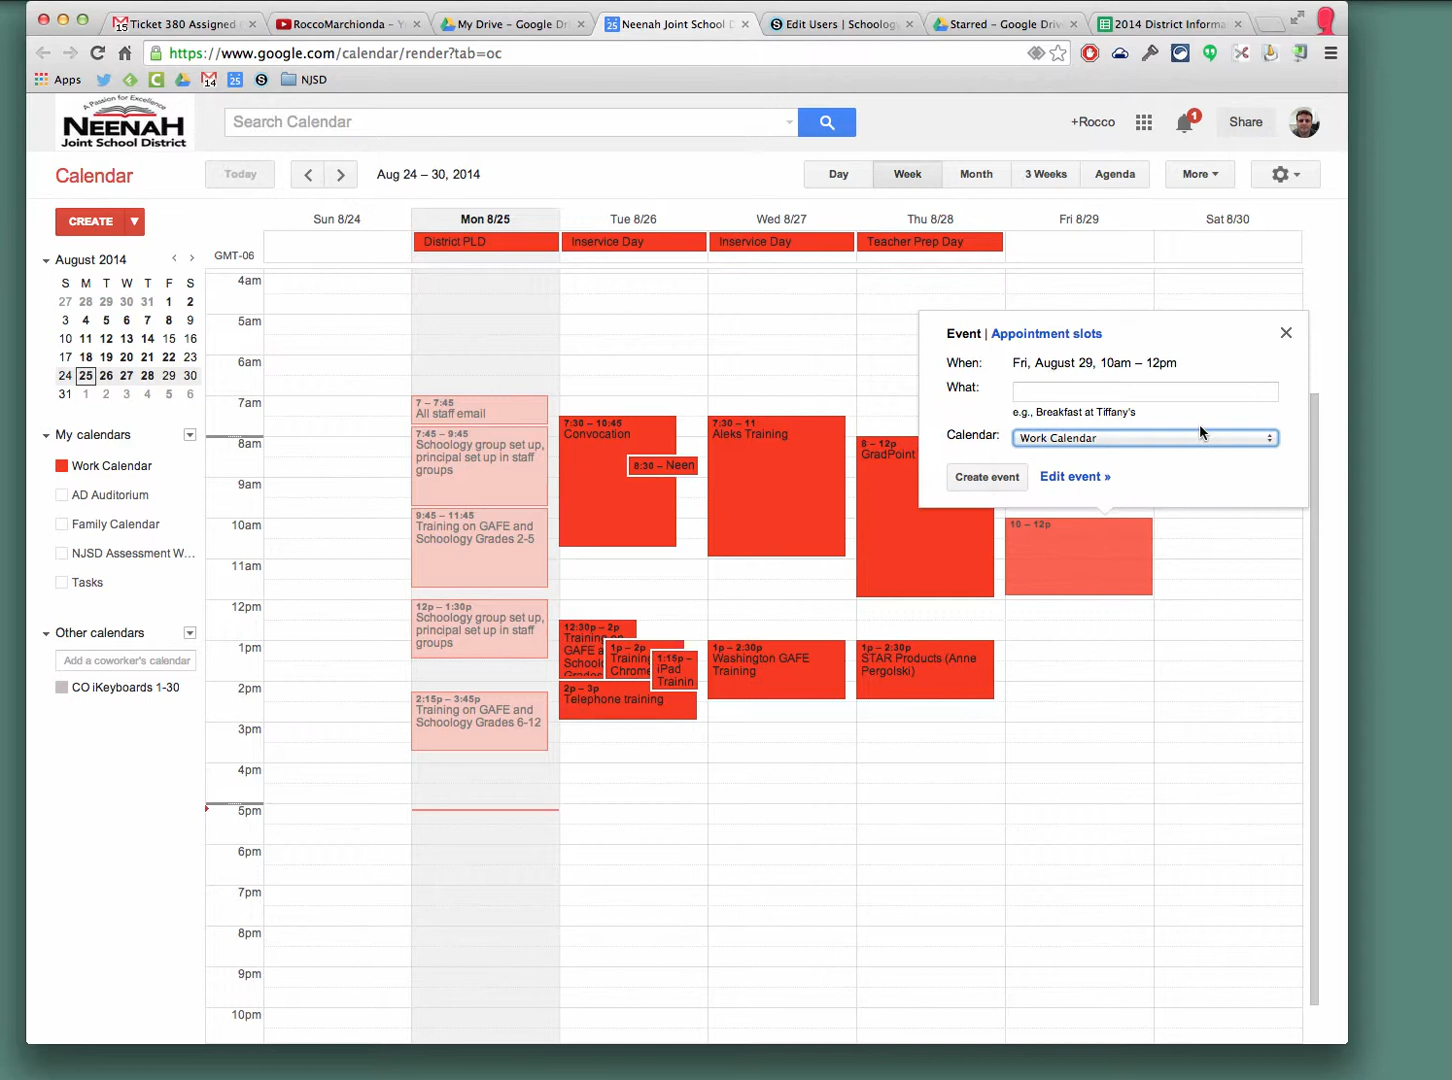 Ticket 380 Assigned
RoccoMarchionda –
My Drive – Google D
Neenah Joint School D
Edit Users | Schoolog
Starred – Google Driv
2014 District Informa
https://www.google.com/calendar/render?tab=oc
Apps
14
25
NJSD
A Passion for Excellence
NEENAH
Joint School District
Search Calendar
+Rocco
1
Share
Calendar
Today
Aug 24 – 30, 2014
Day
Week
Month
3 Weeks
Agenda
More
CREATE
Sun 8/24
Mon 8/25
Tue 8/26
Wed 8/27
Thu 8/28
Fri 8/29
Sat 8/30
GMT-06
District PLD
Inservice Day
Inservice Day
Teacher Prep Day
August 2014
S M T W T F S
27 28 29 30 31 1 2
3 4 5 6 7 8 9
10 11 12 13 14 15 16
17 18 19 20 21 22 23
24 25 26 27 28 29 30
31 1 2 3 4 5 6
My calendars
Work Calendar
AD Auditorium
Family Calendar
NJSD Assessment W...
Tasks
Other calendars
Add a coworker's calendar
CO iKeyboards 1-30
4am
5am
6am
7am
8am
9am
10am
11am
12pm
1pm
2pm
3pm
4pm
5pm
6pm
7pm
8pm
9pm
10pm
7 – 7:45
All staff email
7:45 – 9:45
Schoology group set up,
principal set up in staff
groups
9:45 – 11:45
Training on GAFE and
Schoology Grades 2-5
12p – 1:30p
Schoology group set up,
principal set up in staff
groups
2:15p – 3:45p
Training on GAFE and
Schoology Grades 6-12
7:30 – 10:45
Convocation
8:30 – Neen
12:30p – 2p
Training on
GAFE a
Schoolo
Grades
1p – 2p
Training
Chrome
1:15p –
iPad
Trainin
2p – 3p
Telephone training
7:30 – 11
Aleks Training
1p – 2:30p
Washington GAFE
Training
8 – 12p
GradPoint
1p – 2:30p
STAR Products (Anne
Pergolski)
10 – 12p
Event | Appointment slots
When: Fri, August 29, 10am – 12pm
What:
e.g., Breakfast at Tiffany's
Calendar: Work Calendar
Create event
Edit event »